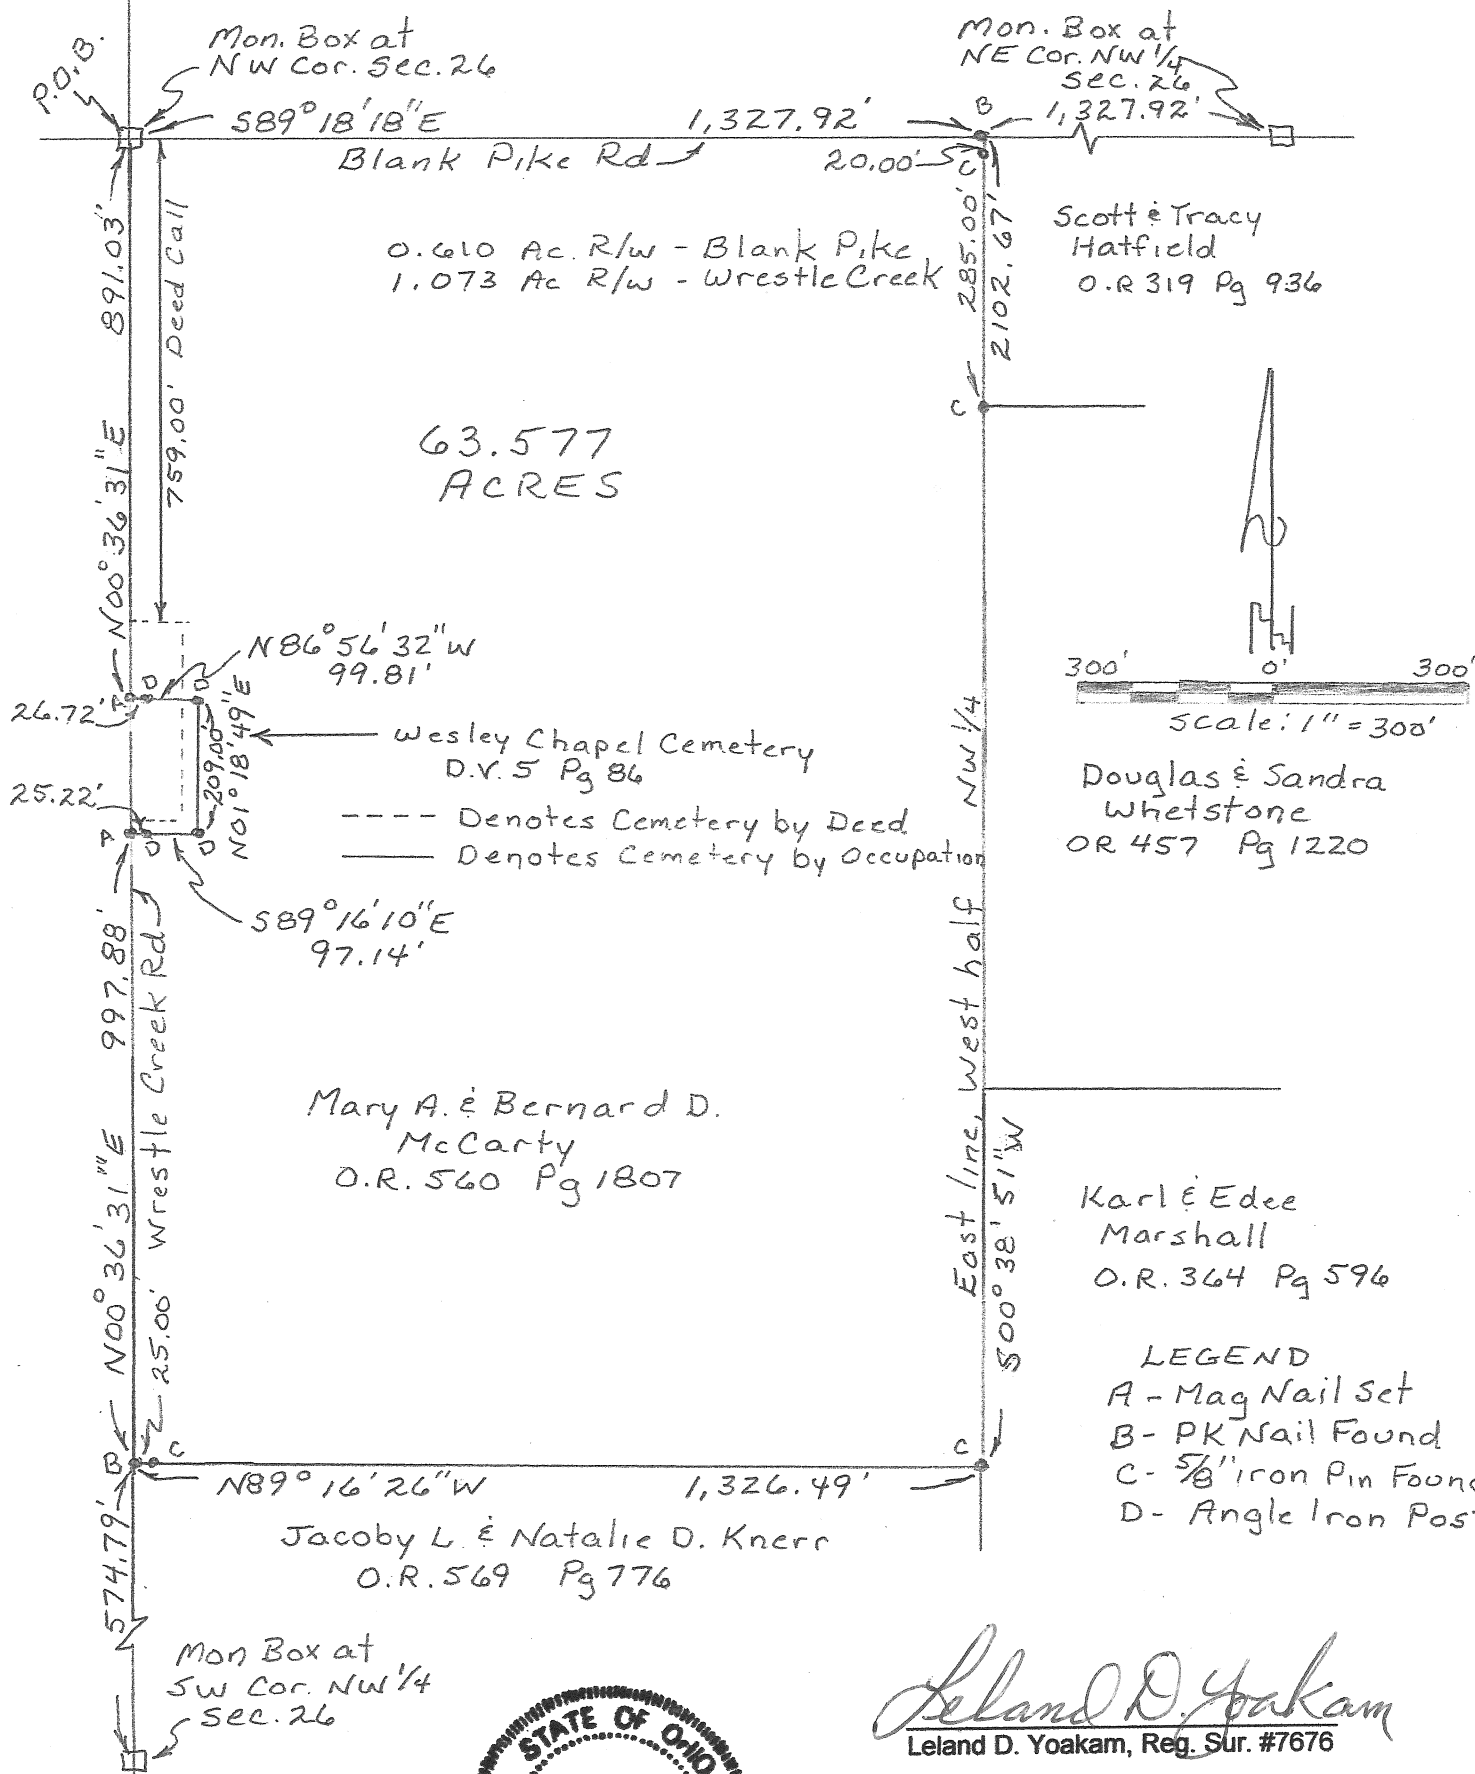 P.O.B.
Mon. Box at
NW Cor. Sec. 26
Mon. Box at
NE Cor. NW 1/4
Sec. 26
S89° 18' 18" E
1,327.92'
B
1,327.92'
Blank Pike Rd
20.00'
C
891.03"
759.00' Deed Call
0.610 Ac. R/w - Blank Pike
1.073 Ac R/w - Wrestle Creek
285.00'
2102.67'
Scott & Tracy
Hatfield
O.R 319 Pg 936
C
63.577
ACRES
N00° 36' 31" E
N
N86° 56' 32" W
99.81'
300'
0'
300'
scale: 1" = 300'
A
D
D
26.72'
209.00'
N01° 18' 49" E
Wesley Chapel Cemetery
D.V. 5 Pg 86
25.22'
A
D
D
---- Denotes Cemetery by Deed
—— Denotes Cemetery by Occupation
Douglas & Sandra
Whetstone
OR 457 Pg 1220
S89° 16' 10" E
97.14'
997.88'
Wrestle Creek Rd
East line, West half NW 1/4
Mary A. & Bernard D.
McCarty
O.R. 560 Pg 1807
N00° 36' 31"" E
25.00'
S00° 38' 51" W
Karl & Edee
Marshall
O.R. 364 Pg 596
LEGEND
A - Mag Nail Set
B- PK Nail Found
C- 5/8" iron Pin Foun
D- Angle Iron Pos
B
C
C
N89° 16' 26" W
1,326.49'
Jacoby L. & Natalie D. Knerr
O.R. 569 Pg 776
574.79'
Mon Box at
SW Cor. NW 1/4
Sec. 26
STATE OF OHIO
Leland D. Yoakam
Leland D. Yoakam, Reg. Sur. #7676